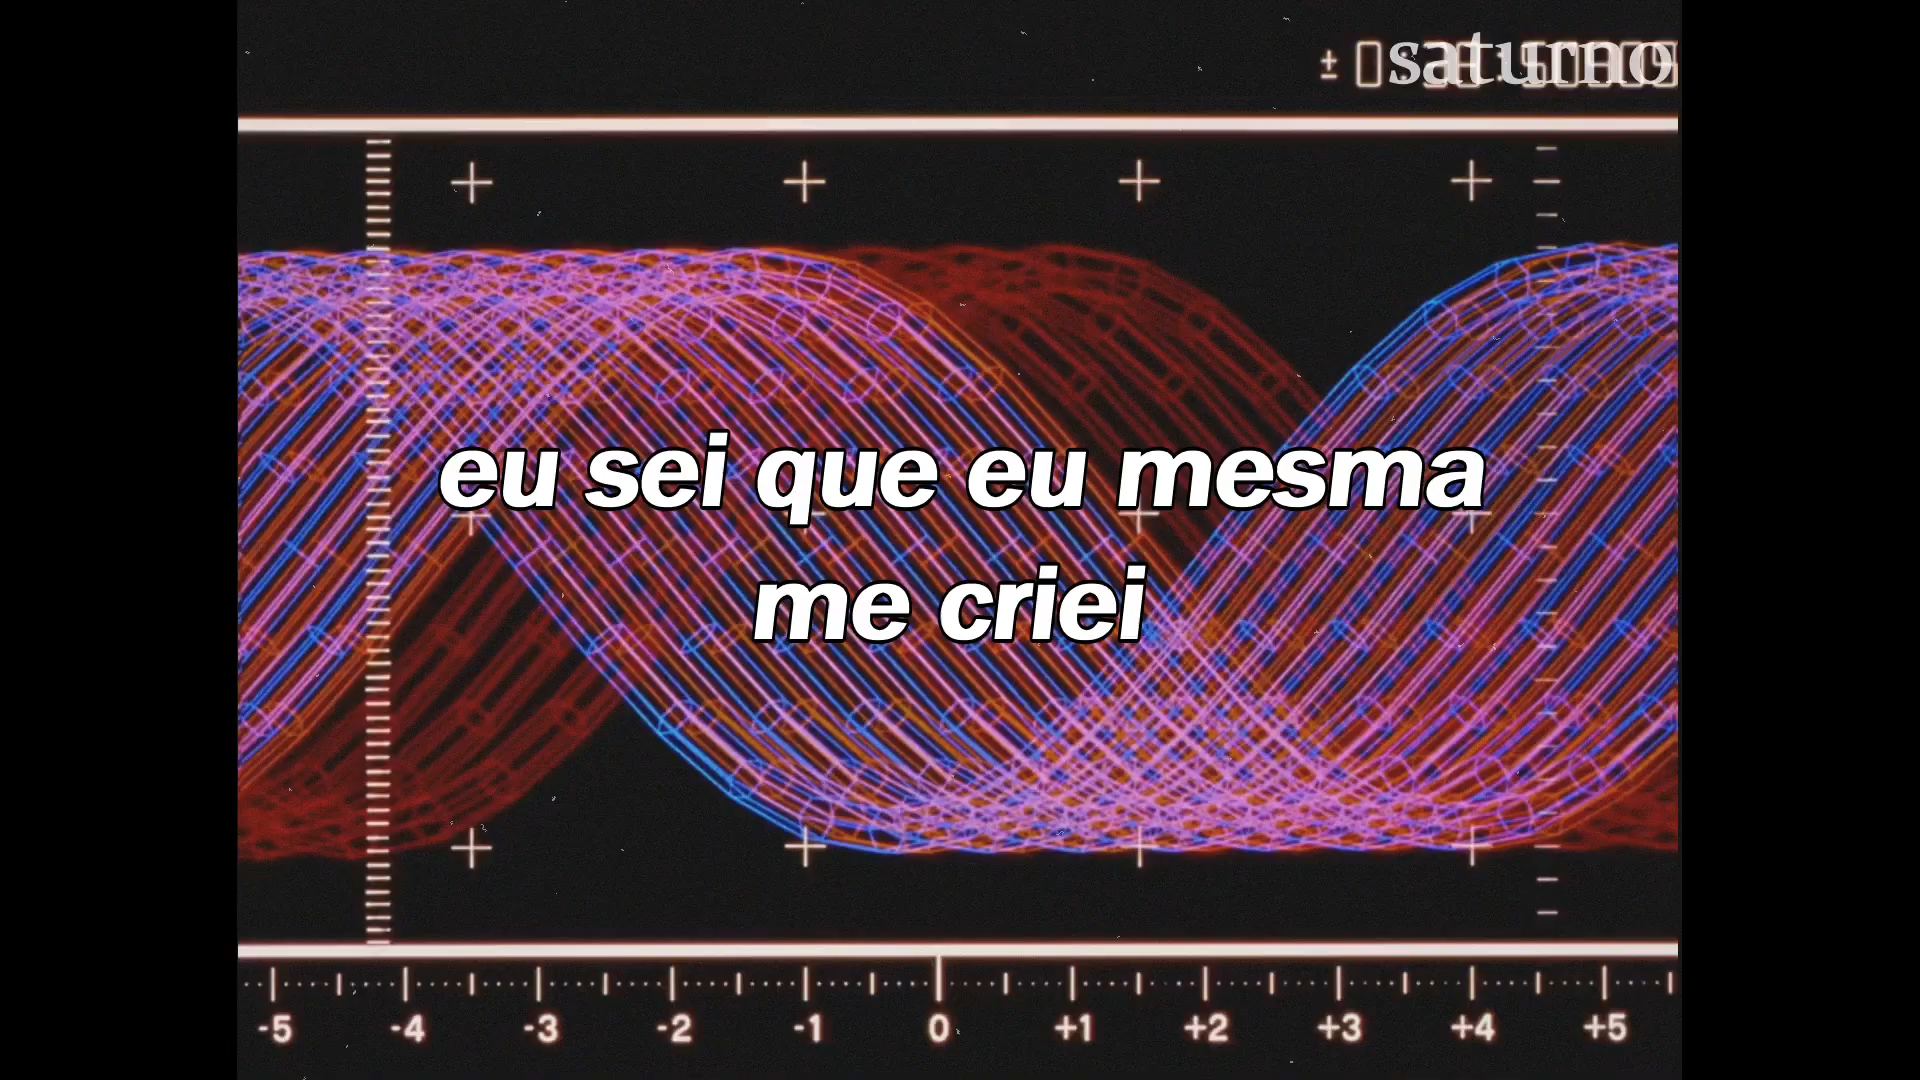 saturno
eu sei que eu mesma
me criei
-5 -4 -3 -2 -1 0 +1 +2 +3 +4 +5